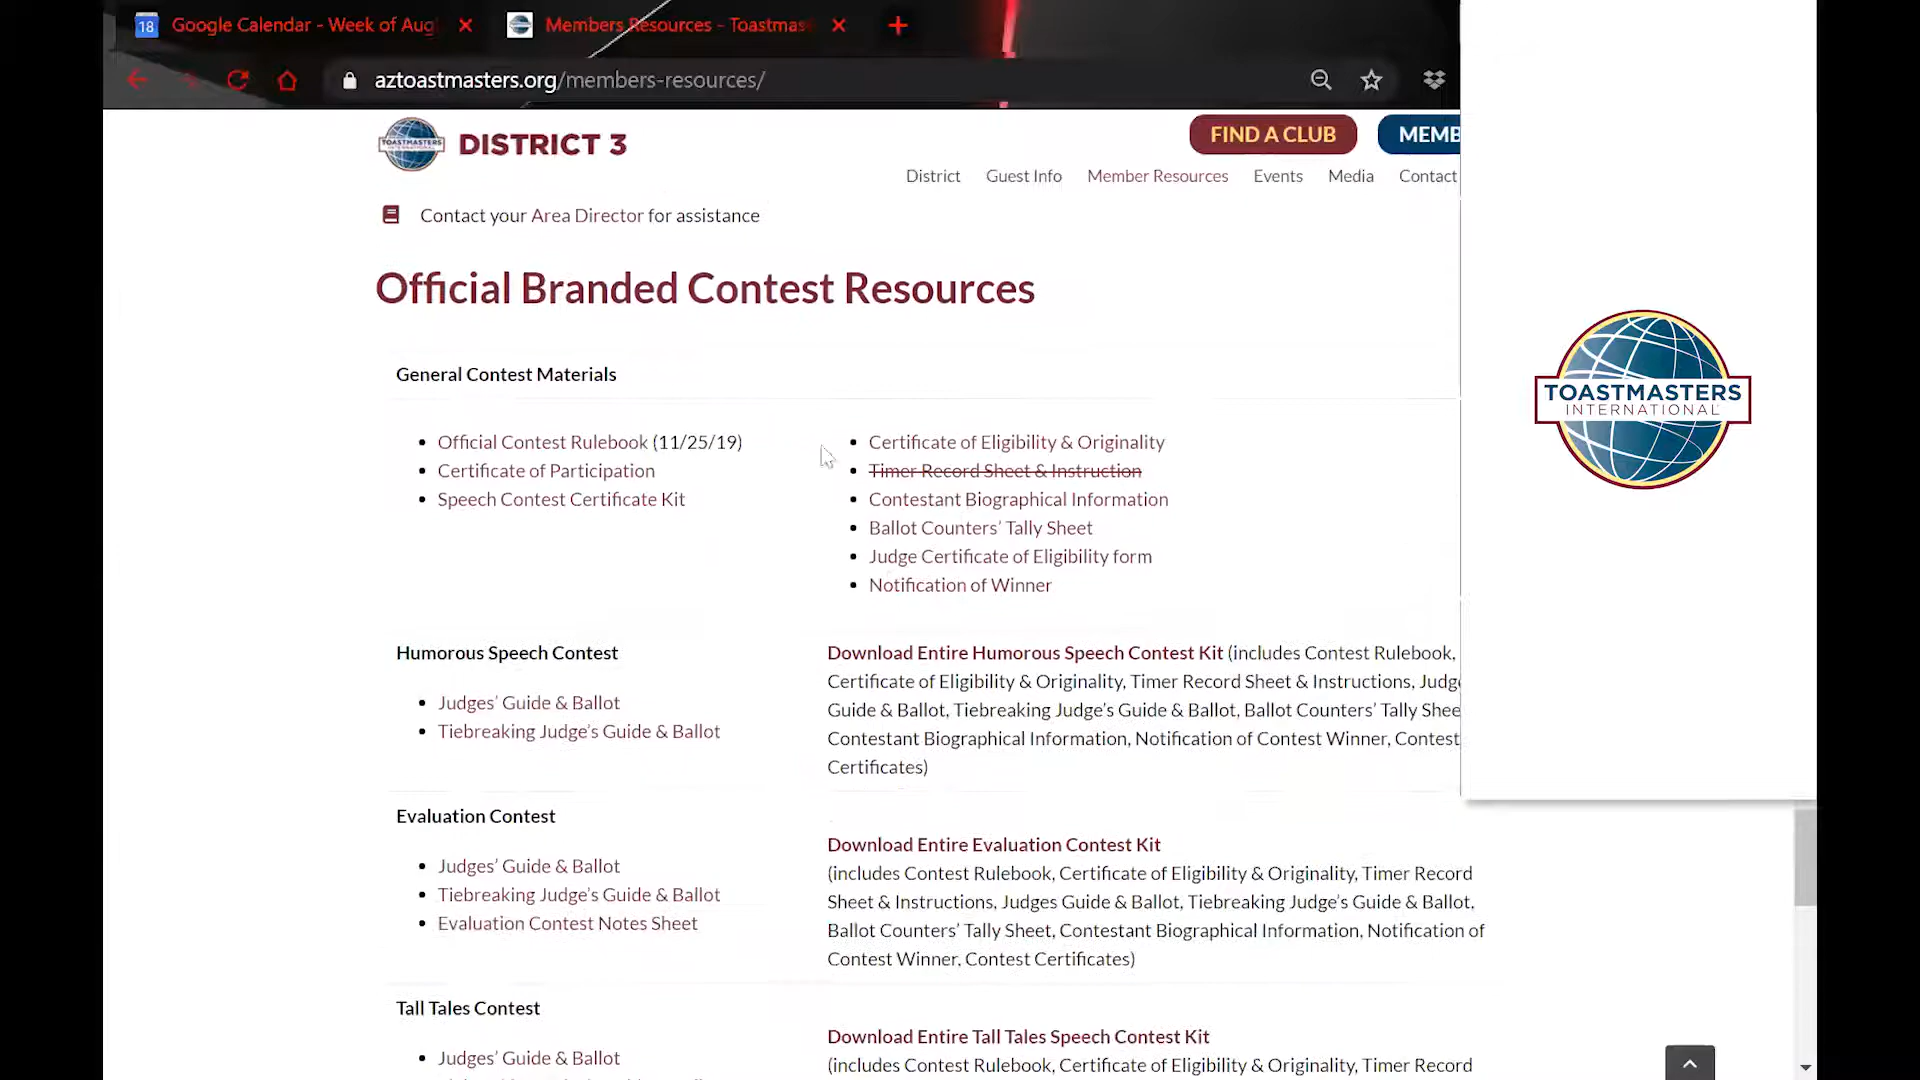 18
Google Calendar - Week of Aug
Members Resources - Toastmas
aztoastmasters.org/members-resources/
TOASTMASTERS
INTERNATIONAL
DISTRICT 3
FIND A CLUB
MEMB
District
Guest Info
Member Resources
Events
Media
Contact
Contact your Area Director for assistance
Official Branded Contest Resources
General Contest Materials
Official Contest Rulebook (11/25/19)
Certificate of Participation
Speech Contest Certificate Kit
Certificate of Eligibility & Originality
Timer Record Sheet & Instruction
Contestant Biographical Information
Ballot Counters’ Tally Sheet
Judge Certificate of Eligibility form
Notification of Winner
Humorous Speech Contest
Judges’ Guide & Ballot
Tiebreaking Judge’s Guide & Ballot
Download Entire Humorous Speech Contest Kit (includes Contest Rulebook,
Certificate of Eligibility & Originality, Timer Record Sheet & Instructions, Judg
Guide & Ballot, Tiebreaking Judge’s Guide & Ballot, Ballot Counters’ Tally Shee
Contestant Biographical Information, Notification of Contest Winner, Contest
Certificates)
Evaluation Contest
Judges’ Guide & Ballot
Tiebreaking Judge’s Guide & Ballot
Evaluation Contest Notes Sheet
Download Entire Evaluation Contest Kit
(includes Contest Rulebook, Certificate of Eligibility & Originality, Timer Record
Sheet & Instructions, Judges Guide & Ballot, Tiebreaking Judge’s Guide & Ballot,
Ballot Counters’ Tally Sheet, Contestant Biographical Information, Notification of
Contest Winner, Contest Certificates)
Tall Tales Contest
Judges’ Guide & Ballot
Download Entire Tall Tales Speech Contest Kit
(includes Contest Rulebook, Certificate of Eligibility & Originality, Timer Record
TOASTMASTERS
INTERNATIONAL